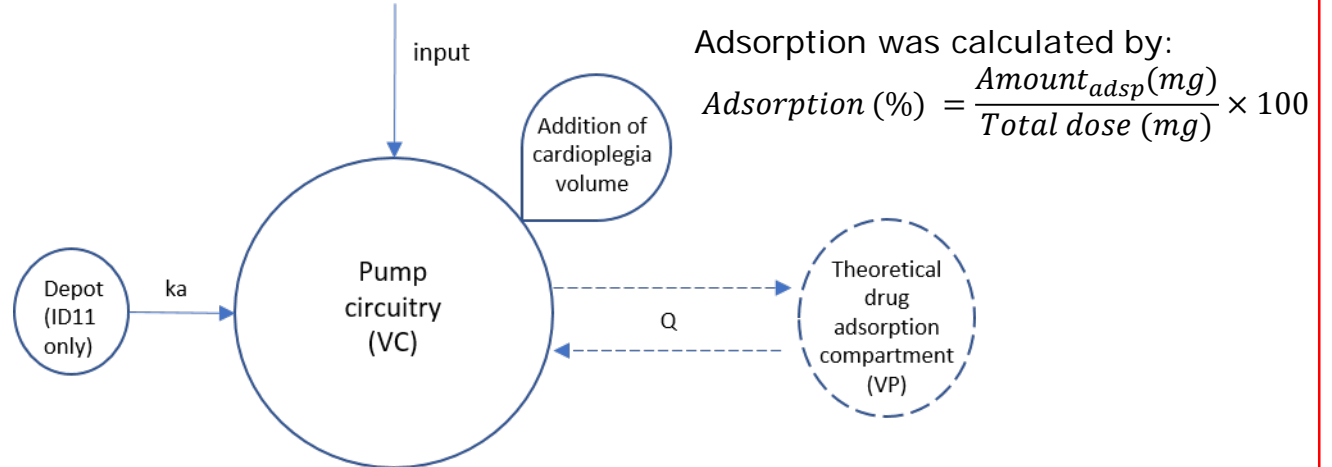 input
Adsorption was calculated by:
Adsorption (%) = Amount_adsp(mg) / Total dose (mg) × 100
Addition of
cardioplegia
volume
Depot
(ID11
only)
ka
Pump
circuitry
(VC)
Q
Theoretical
drug
adsorption
compartment
(VP)